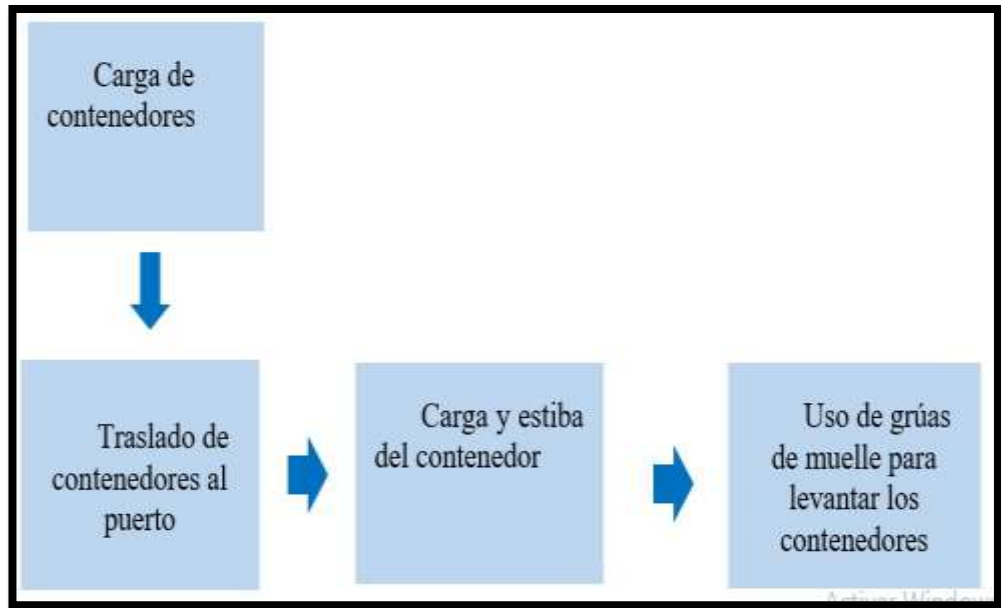 Carga de
contenedores
Traslado de
contenedores al
puerto
Carga y estiba
del contenedor
Uso de grúas
de muelle para
levantar los
contenedores